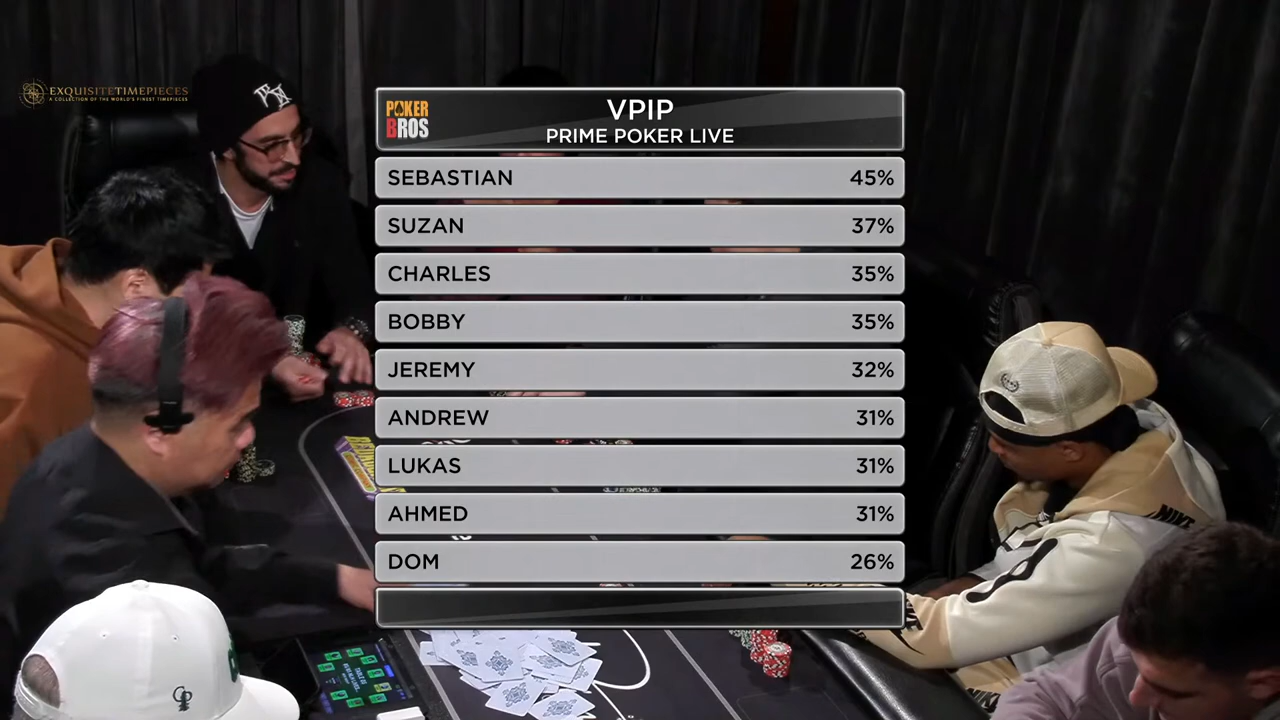 EXQUISITETIMEPIECES
A COLLECTION OF THE WORLD'S FINEST TIMEPIECES
POKER
BROS
VPIP
PRIME POKER LIVE
SEBASTIAN 45%
SUZAN 37%
CHARLES 35%
BOBBY 35%
JEREMY 32%
ANDREW 31%
LUKAS 31%
AHMED 31%
DOM 26%
NIKE